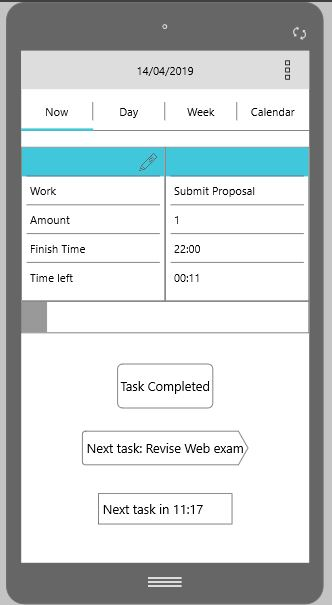 14/04/2019
Now Day Week Calendar
Work Submit Proposal
Amount 1
Finish Time 22:00
Time left 00:11
Task Completed
Next task: Revise Web exam
Next task in 11:17